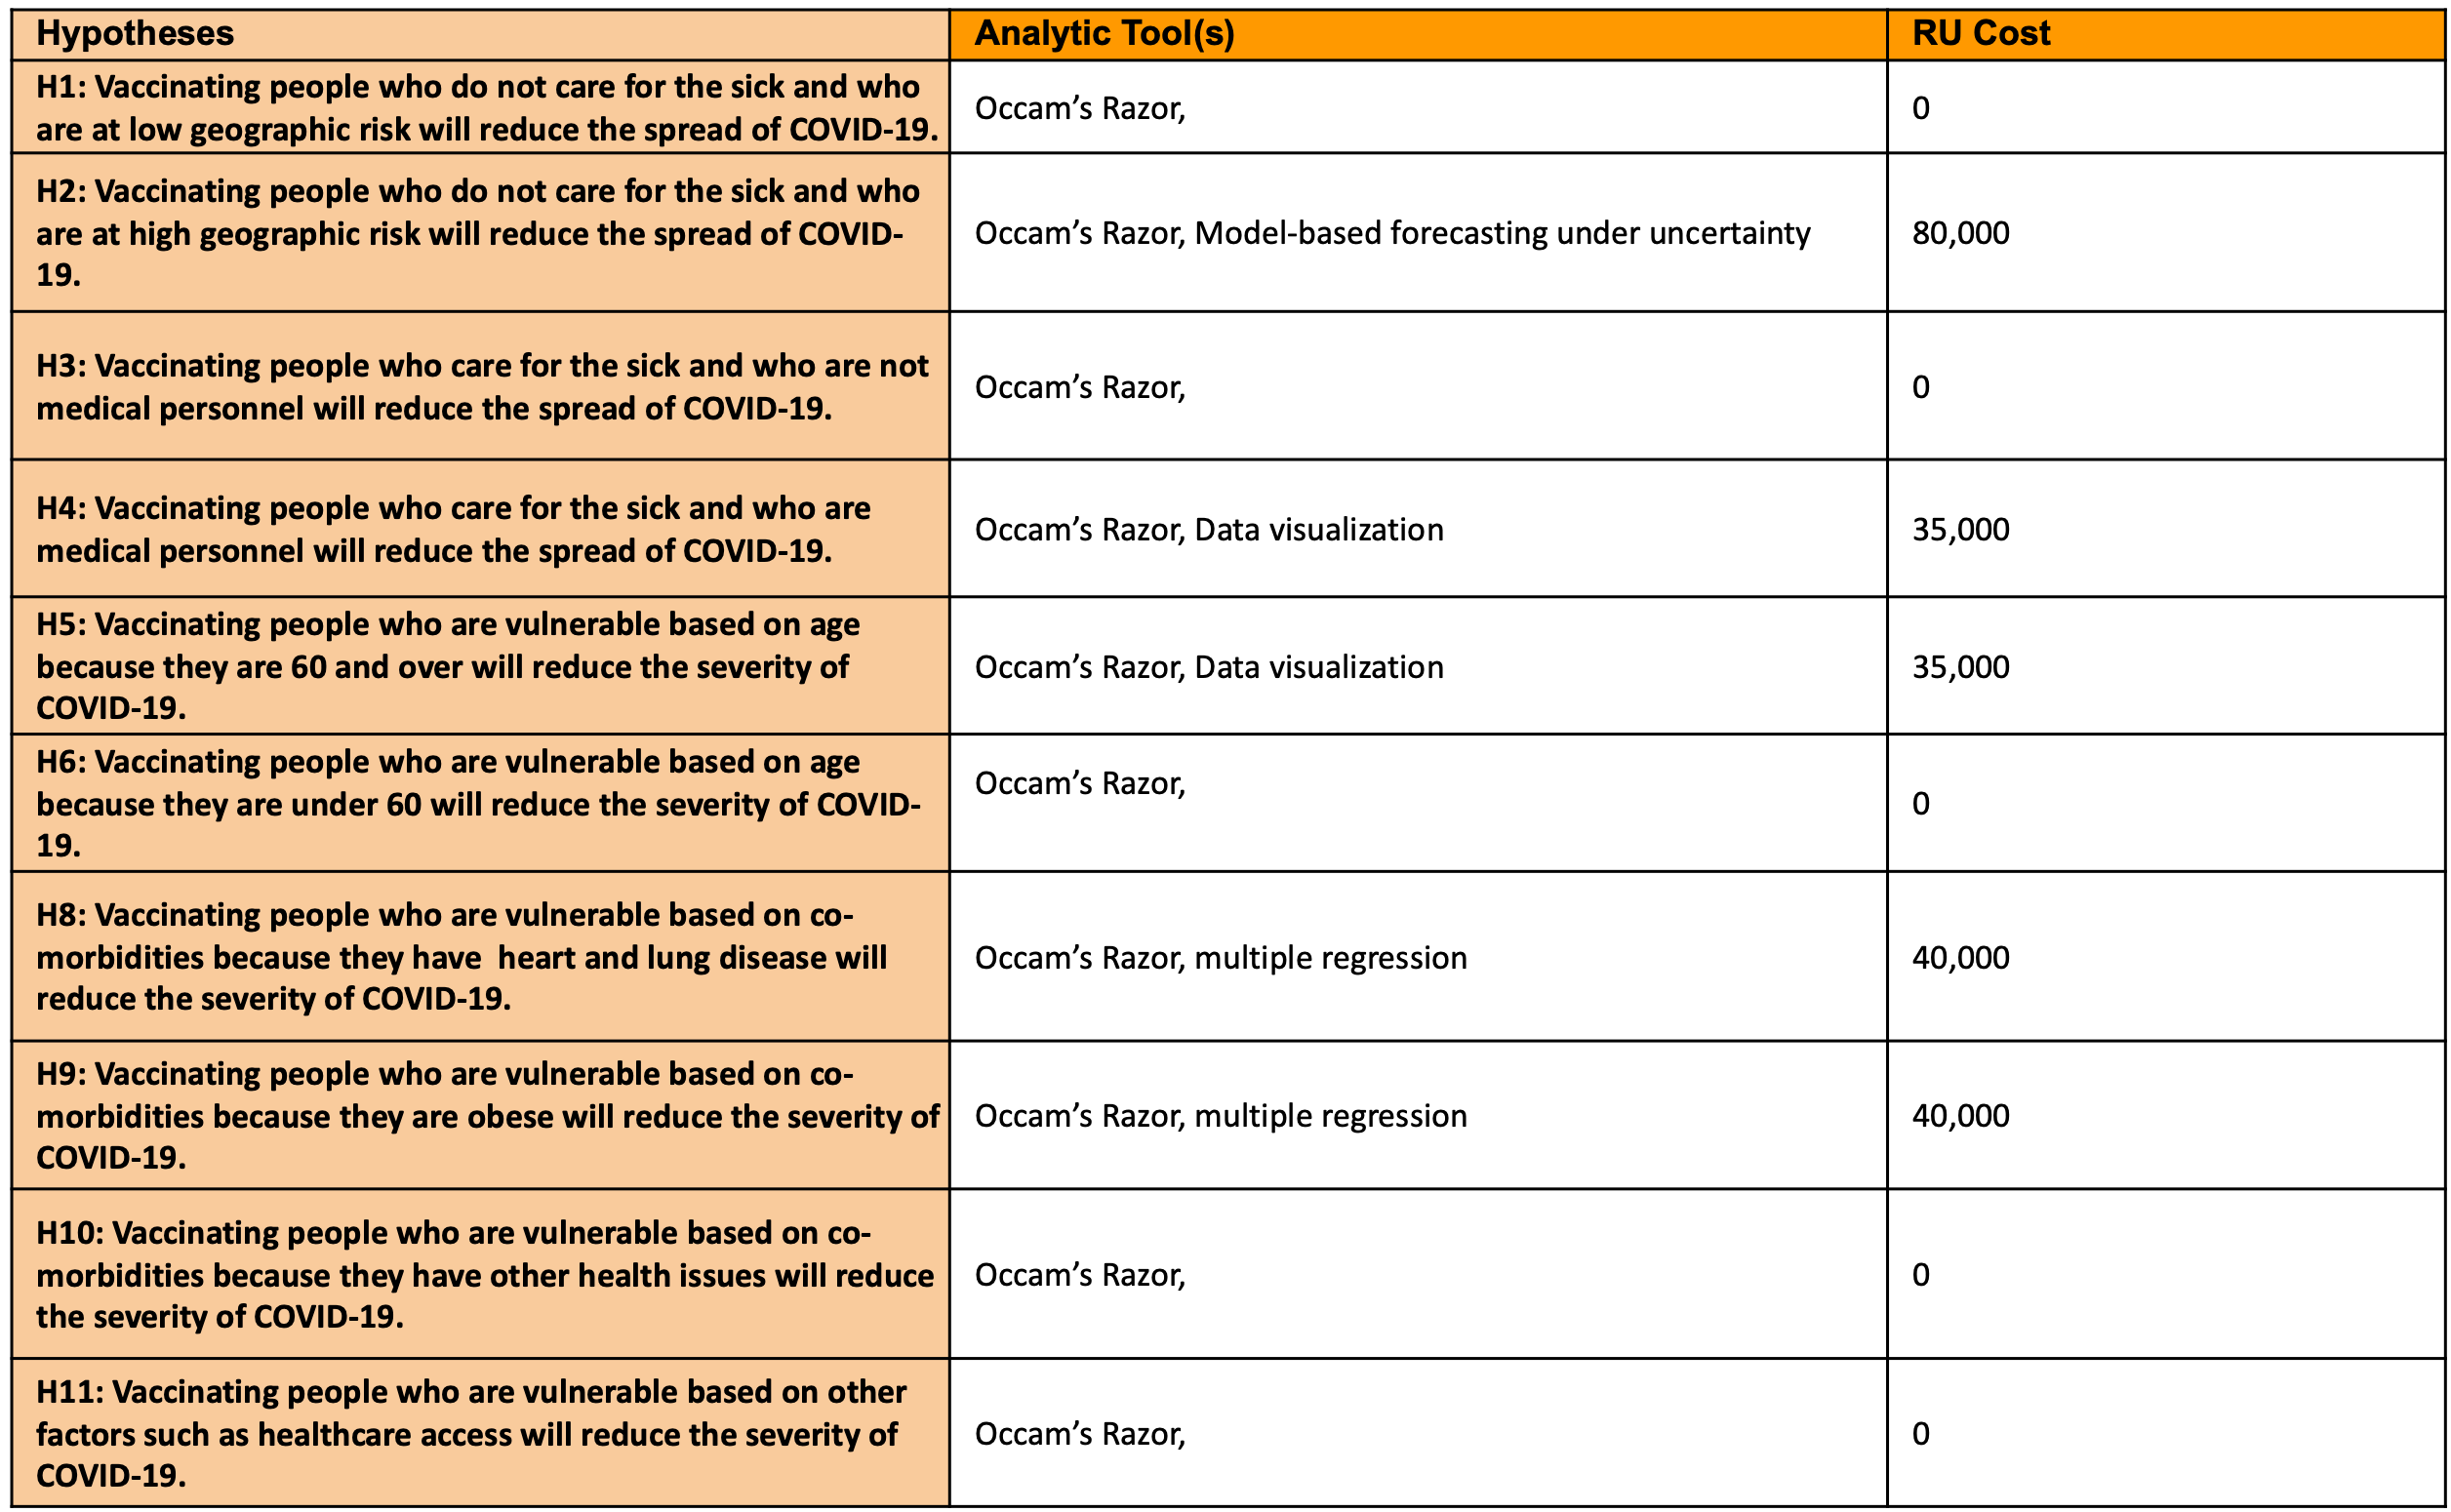 Hypotheses
Analytic Tool(s)
RU Cost
H1: Vaccinating people who do not care for the sick and who
are at low geographic risk will reduce the spread of COVID-19.
Occam’s Razor,
0
H2: Vaccinating people who do not care for the sick and who
are at high geographic risk will reduce the spread of COVID-
19.
Occam’s Razor, Model-based forecasting under uncertainty
80,000
H3: Vaccinating people who care for the sick and who are not
medical personnel will reduce the spread of COVID-19.
Occam’s Razor,
0
H4: Vaccinating people who care for the sick and who are
medical personnel will reduce the spread of COVID-19.
Occam’s Razor, Data visualization
35,000
H5: Vaccinating people who are vulnerable based on age
because they are 60 and over will reduce the severity of
COVID-19.
Occam’s Razor, Data visualization
35,000
H6: Vaccinating people who are vulnerable based on age
because they are under 60 will reduce the severity of COVID-
19.
Occam’s Razor,
0
H8: Vaccinating people who are vulnerable based on co-
morbidities because they have  heart and lung disease will
reduce the severity of COVID-19.
Occam’s Razor, multiple regression
40,000
H9: Vaccinating people who are vulnerable based on co-
morbidities because they are obese will reduce the severity of
COVID-19.
Occam’s Razor, multiple regression
40,000
H10: Vaccinating people who are vulnerable based on co-
morbidities because they have other health issues will reduce
the severity of COVID-19.
Occam’s Razor,
0
H11: Vaccinating people who are vulnerable based on other
factors such as healthcare access will reduce the severity of
COVID-19.
Occam’s Razor,
0